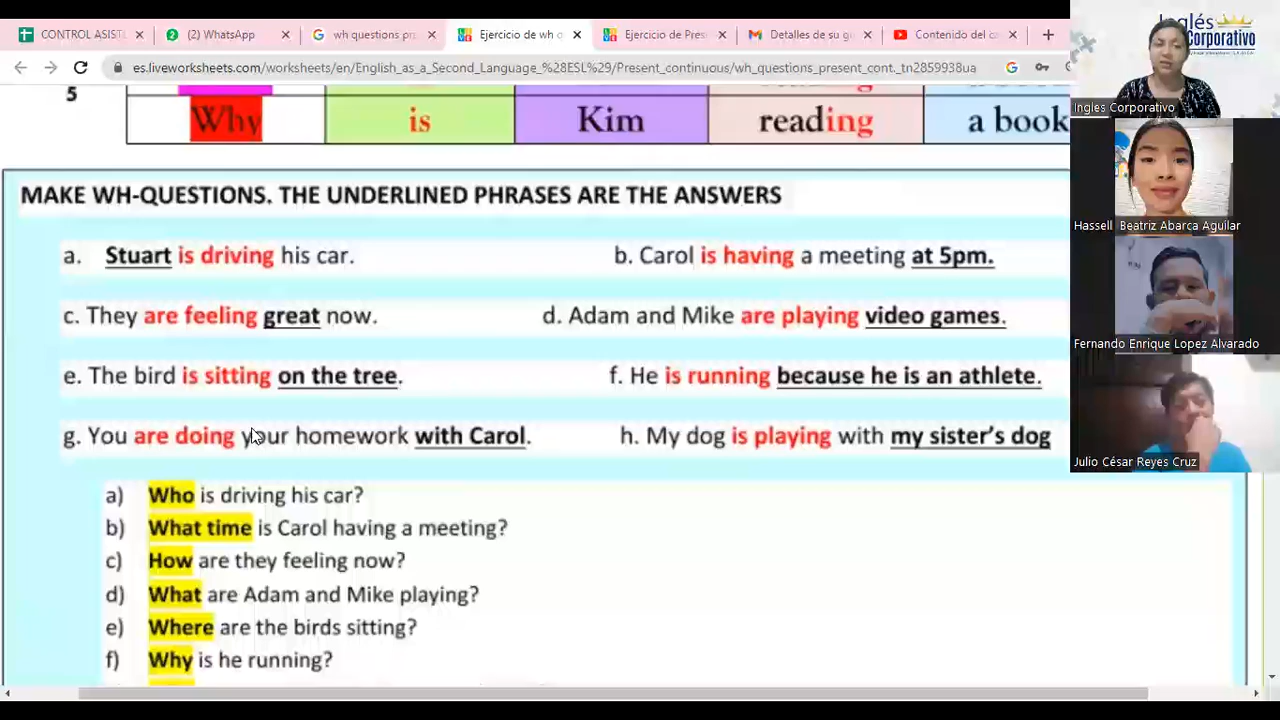 CONTROL ASIST.
(2) WhatsApp
wh questions pre
Ejercicio de wh q
Ejercicio de Pres
Detalles de su gu
Contenido del ca
es.liveworksheets.com/worksheets/en/English_as_a_Second_Language_%28ESL%29/Present_continuous/wh_questions_present_cont._in2859938ua
Inglés
Corporativo
Ingles Corporativo
Hassell Beatriz Abarca Aguilar
Fernando Enrique Lopez Alvarado
Julio César Reyes Cruz
5
Why is Kim reading a book
MAKE WH-QUESTIONS. THE UNDERLINED PHRASES ARE THE ANSWERS
a. Stuart is driving his car. b. Carol is having a meeting at 5pm.
c. They are feeling great now. d. Adam and Mike are playing video games.
e. The bird is sitting on the tree. f. He is running because he is an athlete.
g. You are doing your homework with Carol. h. My dog is playing with my sister's dog
a) Who is driving his car?
b) What time is Carol having a meeting?
c) How are they feeling now?
d) What are Adam and Mike playing?
e) Where are the birds sitting?
f) Why is he running?